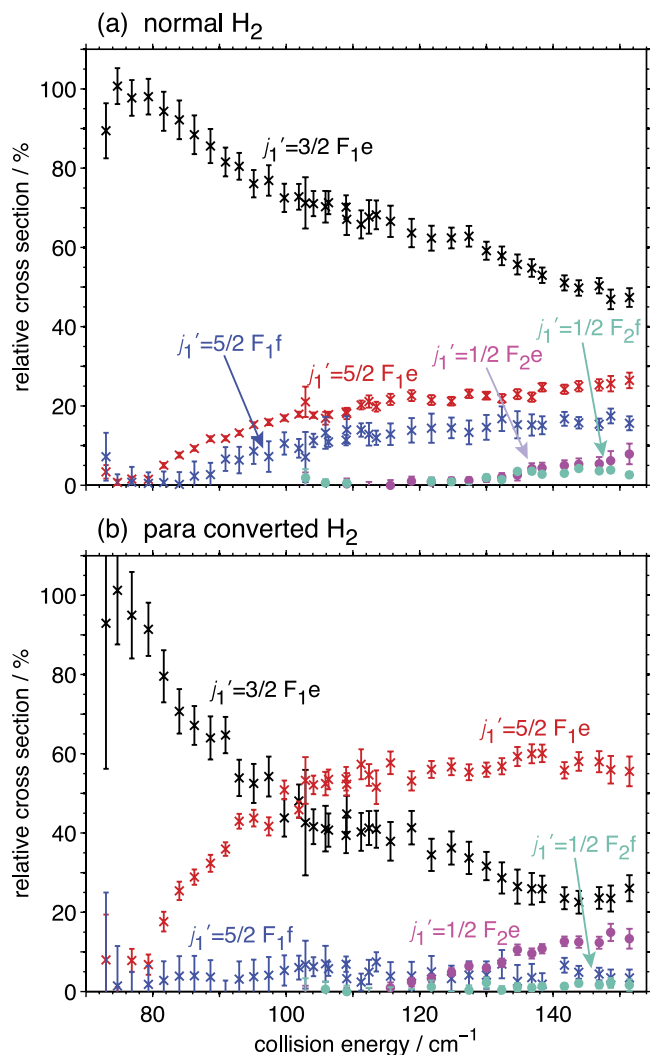 (a) normal H₂
relative cross section / %
100
80
60
40
20
0
j₁'=3/2 F₁e
j₁'=5/2 F₁f
j₁'=5/2 F₁e
j₁'=1/2 F₂e
j₁'=1/2 F₂f
(b) para converted H₂
relative cross section / %
100
80
60
40
20
0
j₁'=3/2 F₁e
j₁'=5/2 F₁e
j₁'=1/2 F₂f
j₁'=5/2 F₁f
j₁'=1/2 F₂e
80 100 120 140
collision energy / cm⁻¹